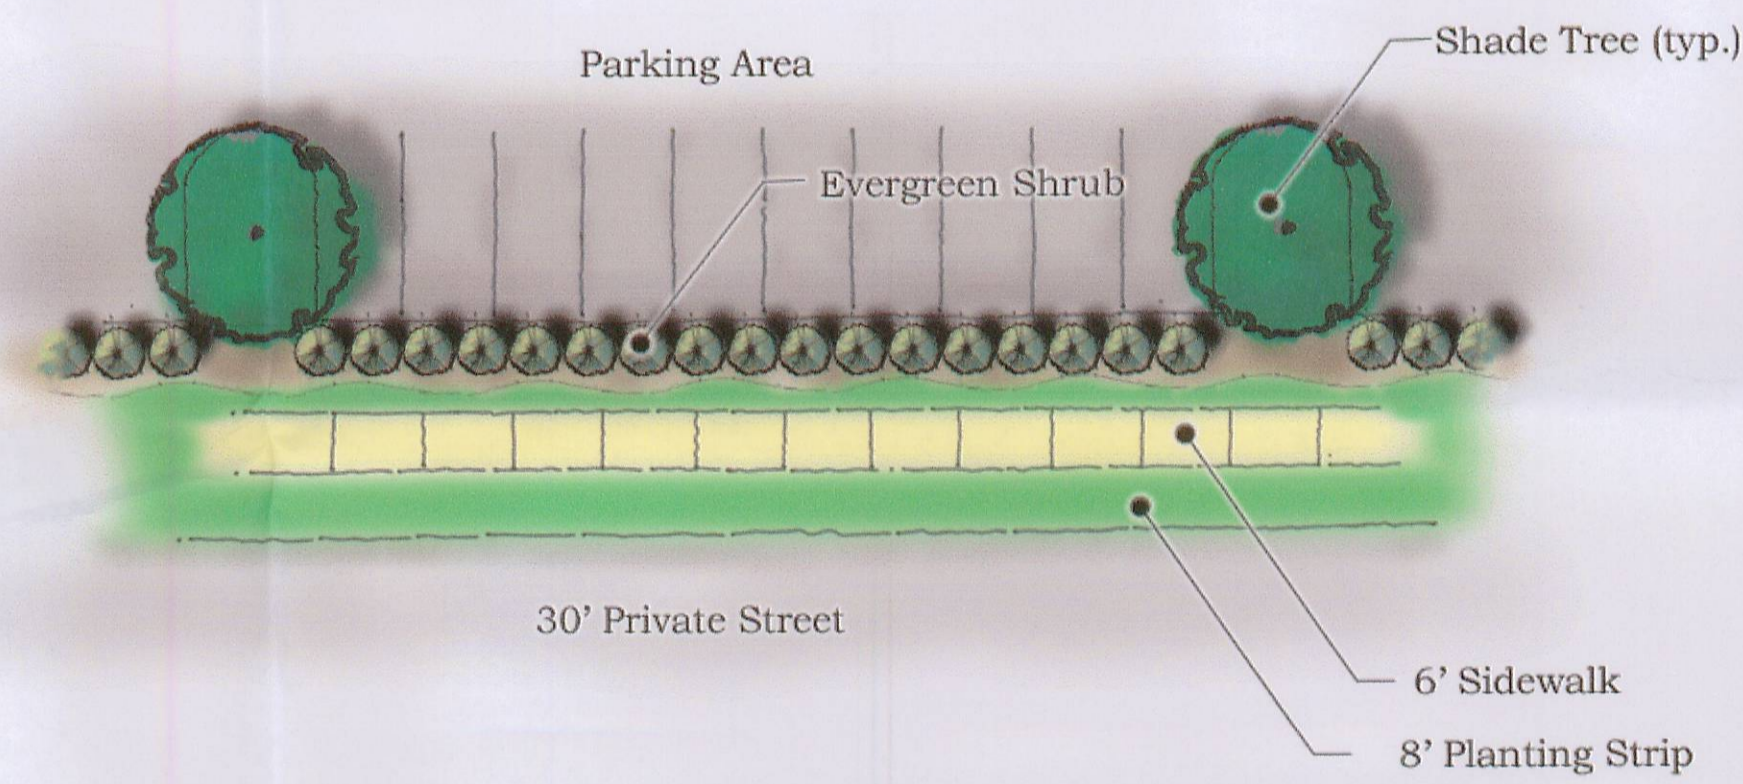 Shade Tree (typ.)
Parking Area
Evergreen Shrub
30’ Private Street
6’ Sidewalk
8’ Planting Strip